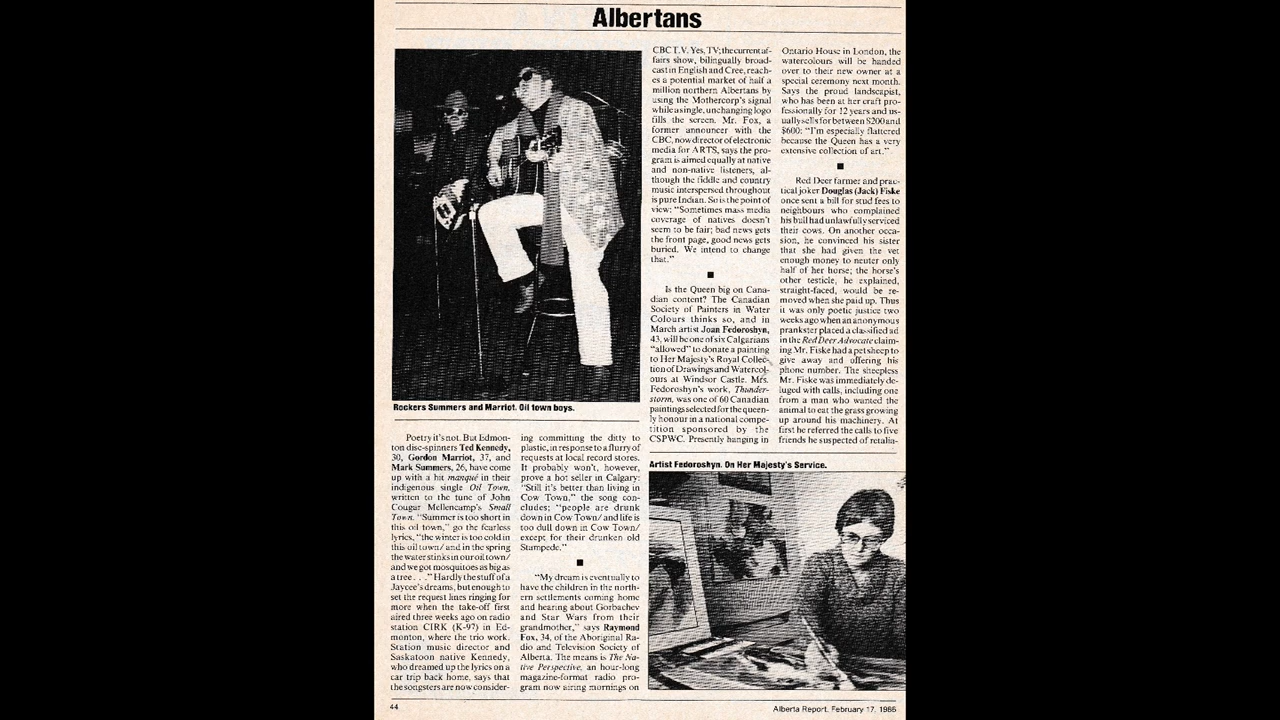 Albertans
Rockers Summers and Marriot. Oil town boys.
Poetry it's not. But Edmon-
ton disc-spinners Ted Kennedy,
30, Gordon Marriot, 37, and
Mark Summers, 26, have come
up with a hit manqué in their
indigenous single Oil Town,
written to the tune of John
Cougar Mellencamp's Small
Town. "Summer is too short in
this oil town," go the fearless
lyrics, "the winter is too cold in
this oil town/ and in the spring
the water stinks in our oil town/
and we got mosquitoes as big as
a tree. . ." Hardly the stuff of a
Jaycee's dreams, but enough to
set the request lines ringing for
more when the take-off first
aired three weeks ago on radio
station CIRK (K-97) in Ed-
monton, where the trio work.
Station music director and
Saskatoon native Kennedy,
who dreamed up the lyrics on a
car trip back home, says that
the songsters are now consider-
ing committing the ditty to
plastic, in response to a flurry of
requests at local record stores.
It probably won't, however,
prove a hot seller in Calgary:
"Still it's better than living in
Cow Town," the song con-
cludes; "people are drunk
down in Cow Town/ and life is
too dull down in Cow Town/
except for their drunken old
Stampede."
"My dream is eventually to
have the children in the north-
ern settlements coming home
and hearing about Gorbachev
and Star Wars from their
grandmother," says Raymond
Fox, 34, of the Aboriginal Ra-
dio and Television Society of
Alberta. The means is The Na-
tive Perspective, an hour-long
magazine-format radio pro-
gram now airing mornings on
CBC T.V. Yes, TV; the current af-
fairs show, bilingually broad-
cast in English and Cree, reach-
es a potential market of half a
million northern Albertans by
using the Mothercorp's signal
while a single, unchanging logo
fills the screen. Mr. Fox, a
former announcer with the
CBC, now director of electronic
media for ARTS, says the pro-
gram is aimed equally at native
and non-native listeners, al-
though the fiddle and country
music interspersed throughout
is pure Indian. So is the point of
view: "Sometimes mass media
coverage of natives doesn't
seem to be fair; bad news gets
the front page, good news gets
buried. We intend to change
that."
Is the Queen big on Cana-
dian content? The Canadian
Society of Painters in Water
Colours thinks so, and in
March artist Joan Fedoroshyn,
43, will be one of six Calgarians
"allowed" to donate a painting
to Her Majesty's Royal Collec-
tion of Drawings and Watercol-
ours at Windsor Castle. Mrs.
Fedoroshyn's work, Thunder-
storm, was one of 60 Canadian
paintings selected for the queen-
ly honour in a national compe-
tition sponsored by the
CSPWC. Presently hanging in
Ontario House in London, the
watercolours will be handed
over to their new owner at a
special ceremony next month.
Says the proud landscapist,
who has been at her craft pro-
fessionally for 12 years and us-
ually sells for between $200 and
$600: "I'm especially flattered
because the Queen has a very
extensive collection of art."
Red Deer farmer and prac-
tical joker Douglas (Jack) Fiske
once sent a bill for stud fees to
neighbours who complained
his bull had unlawfully serviced
their cows. On another occa-
sion, he convinced his sister
that she had given the vet
enough money to neuter only
half of her horse; the horse's
other testicle, he explained,
straight-faced, would be re-
moved when she paid up. Thus
it was only poetic justice two
weeks ago when an anonymous
prankster placed a classified ad
in the Red Deer Advocate claim-
ing Mr. Fiske had a pet sheep to
give away and offering his
phone number. The sheepless
Mr. Fiske was immediately de-
luged with calls, including one
from a man who wanted the
animal to eat the grass growing
up around his machinery. At
first he referred the calls to five
friends he suspected of retalia-
Artist Fedoroshyn. On Her Majesty's Service.
44
Alberta Report, February 17, 1986